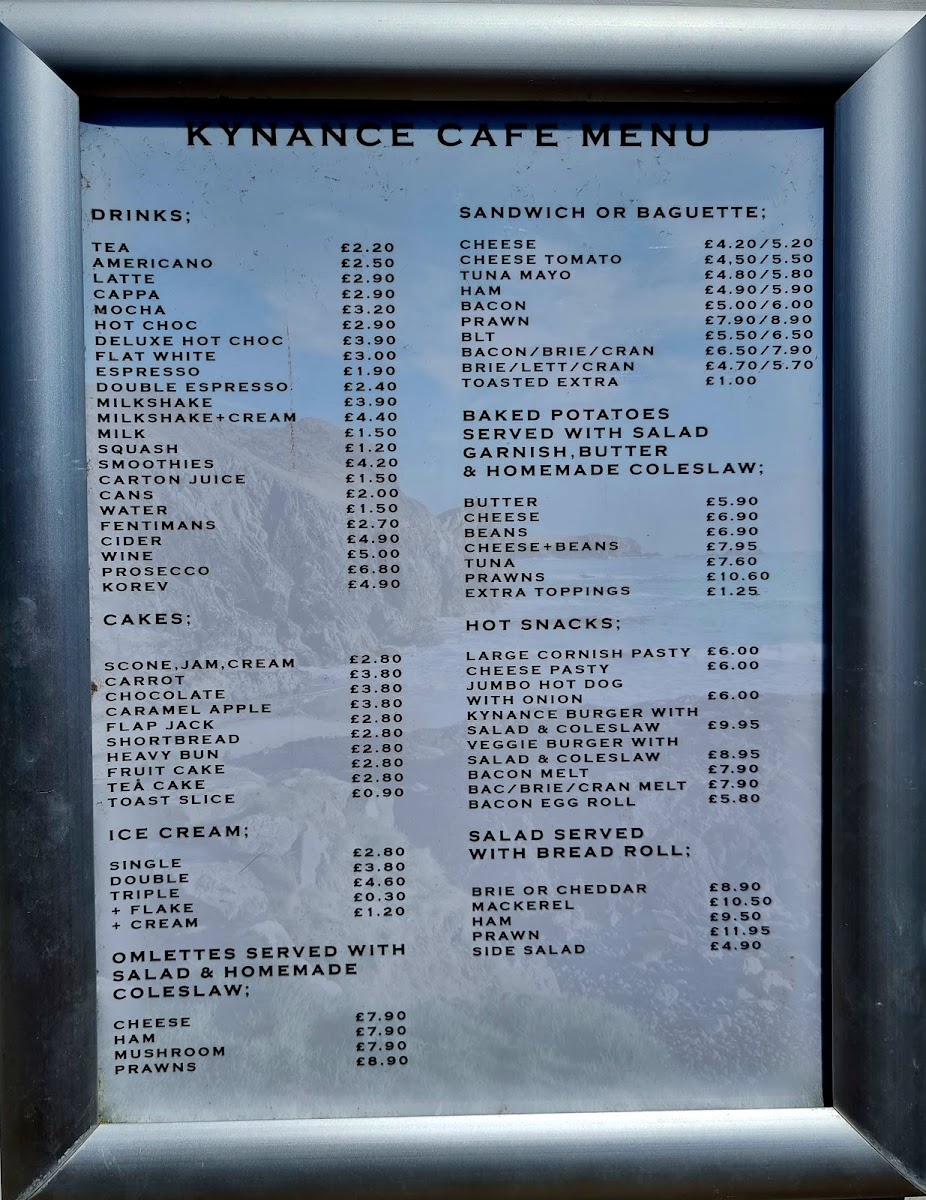 KYNANCE CAFE MENU
DRINKS;
TEA £2.20
AMERICANO £2.50
LATTE £2.90
CAPPA £2.90
MOCHA £3.20
HOT CHOC £2.90
DELUXE HOT CHOC £3.90
FLAT WHITE £3.00
ESPRESSO £1.90
DOUBLE ESPRESSO £2.40
MILKSHAKE £3.90
MILKSHAKE+CREAM £4.40
MILK £1.50
SQUASH £1.20
SMOOTHIES £4.20
CARTON JUICE £1.50
CANS £2.00
WATER £1.50
FENTIMANS £2.70
CIDER £4.90
WINE £5.00
PROSECCO £6.80
KOREV £4.90
CAKES;
SCONE,JAM,CREAM £2.80
CARROT £3.80
CHOCOLATE £3.80
CARAMEL APPLE £3.80
FLAP JACK £2.80
SHORTBREAD £2.80
HEAVY BUN £2.80
FRUIT CAKE £2.80
TEA CAKE £2.80
TOAST SLICE £0.90
ICE CREAM;
SINGLE £2.80
DOUBLE £3.80
TRIPLE £4.60
+ FLAKE £0.30
+ CREAM £1.20
OMLETTES SERVED WITH
SALAD & HOMEMADE
COLESLAW;
CHEESE £7.90
HAM £7.90
MUSHROOM £7.90
PRAWNS £8.90
SANDWICH OR BAGUETTE;
CHEESE £4.20/5.20
CHEESE TOMATO £4,50/5.50
TUNA MAYO £4.80/5.80
HAM £4.90/5.90
BACON £5.00/6.00
PRAWN £7.90/8.90
BLT £5.50/6.50
BACON/BRIE/CRAN £6.50/7.90
BRIE/LETT/CRAN £4.70/5.70
TOASTED EXTRA £1.00
BAKED POTATOES
SERVED WITH SALAD
GARNISH,BUTTER
& HOMEMADE COLESLAW;
BUTTER £5.90
CHEESE £6.90
BEANS £6.90
CHEESE+BEANS £7.95
TUNA £7.60
PRAWNS £10.60
EXTRA TOPPINGS £1.25
HOT SNACKS;
LARGE CORNISH PASTY £6.00
CHEESE PASTY £6.00
JUMBO HOT DOG
WITH ONION £6.00
KYNANCE BURGER WITH
SALAD & COLESLAW £9.95
VEGGIE BURGER WITH
SALAD & COLESLAW £8.95
BACON MELT £7.90
BAC/BRIE/CRAN MELT £7.90
BACON EGG ROLL £5.80
SALAD SERVED
WITH BREAD ROLL;
BRIE OR CHEDDAR £8.90
MACKEREL £10.50
HAM £9.50
PRAWN £11.95
SIDE SALAD £4.90